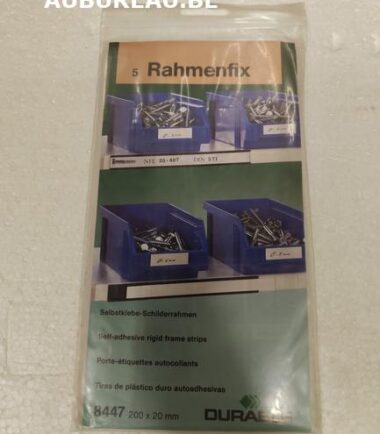 AUBUREAU.BE
5 Rahmenfix
Selbstklebe-Schilderrahmen
Self-adhesive rigid frame strips
Porte-étiquettes autocollants
Tiras de plástico duro autoadhesivas
8447 200 x 20 mm
DURABLE